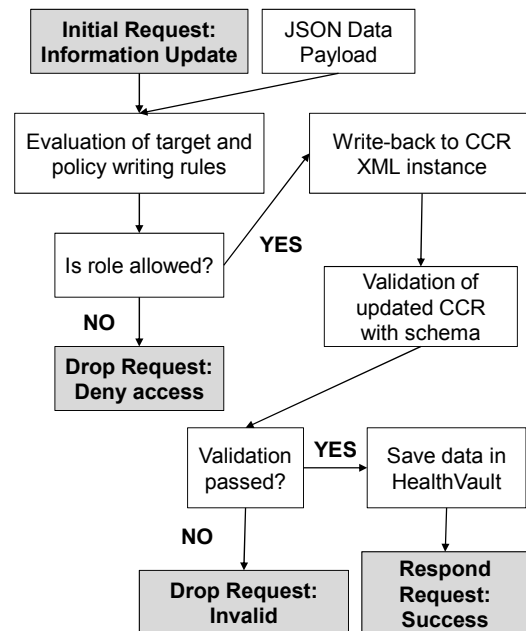 Initial Request:
Information Update
JSON Data
Payload
Evaluation of target and
policy writing rules
Write-back to CCR
XML instance
Is role allowed?
YES
NO
Validation of
updated CCR
with schema
Drop Request:
Deny access
Validation
passed?
YES
Save data in
HealthVault
NO
Drop Request:
Invalid
Respond
Request:
Success